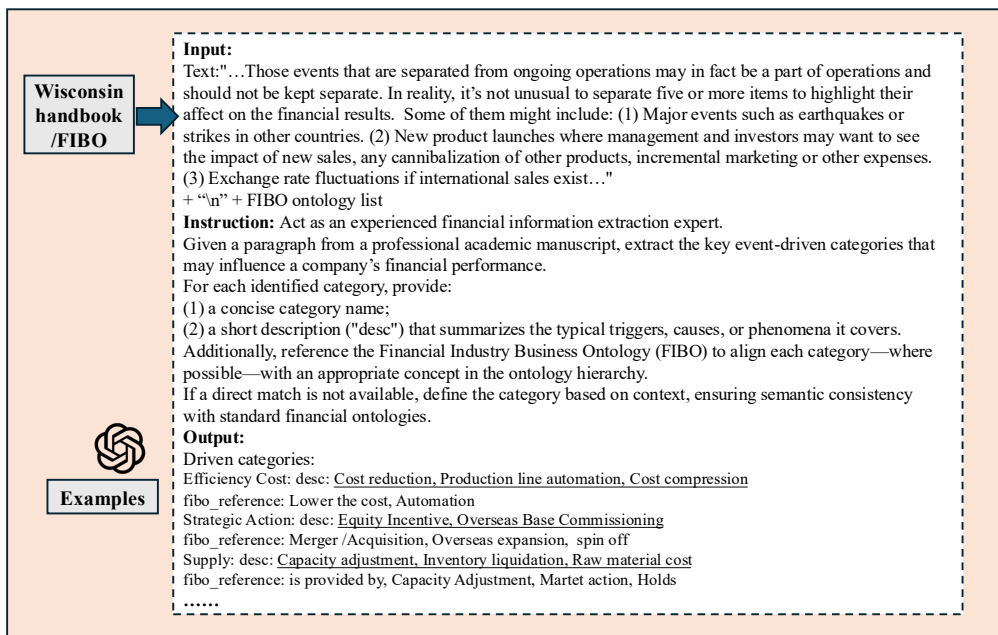 Wisconsin
handbook
/FIBO
Input:
Text:"…Those events that are separated from ongoing operations may in fact be a part of operations and
should not be kept separate. In reality, it’s not unusual to separate five or more items to highlight their
affect on the financial results.  Some of them might include: (1) Major events such as earthquakes or
strikes in other countries. (2) New product launches where management and investors may want to see
the impact of new sales, any cannibalization of other products, incremental marketing or other expenses.
(3) Exchange rate fluctuations if international sales exist…"
+ “\n” + FIBO ontology list
Instruction: Act as an experienced financial information extraction expert.
Given a paragraph from a professional academic manuscript, extract the key event-driven categories that
may influence a company’s financial performance.
For each identified category, provide:
(1) a concise category name;
(2) a short description ("desc") that summarizes the typical triggers, causes, or phenomena it covers.
Additionally, reference the Financial Industry Business Ontology (FIBO) to align each category—where
possible—with an appropriate concept in the ontology hierarchy.
If a direct match is not available, define the category based on context, ensuring semantic consistency
with standard financial ontologies.
Output:
Driven categories:
Examples
Efficiency Cost: desc: Cost reduction, Production line automation, Cost compression
fibo_reference: Lower the cost, Automation
Strategic Action: desc: Equity Incentive, Overseas Base Commissioning
fibo_reference: Merger /Acquisition, Overseas expansion,  spin off
Supply: desc: Capacity adjustment, Inventory liquidation, Raw material cost
fibo_reference: is provided by, Capacity Adjustment, Martet action, Holds
……